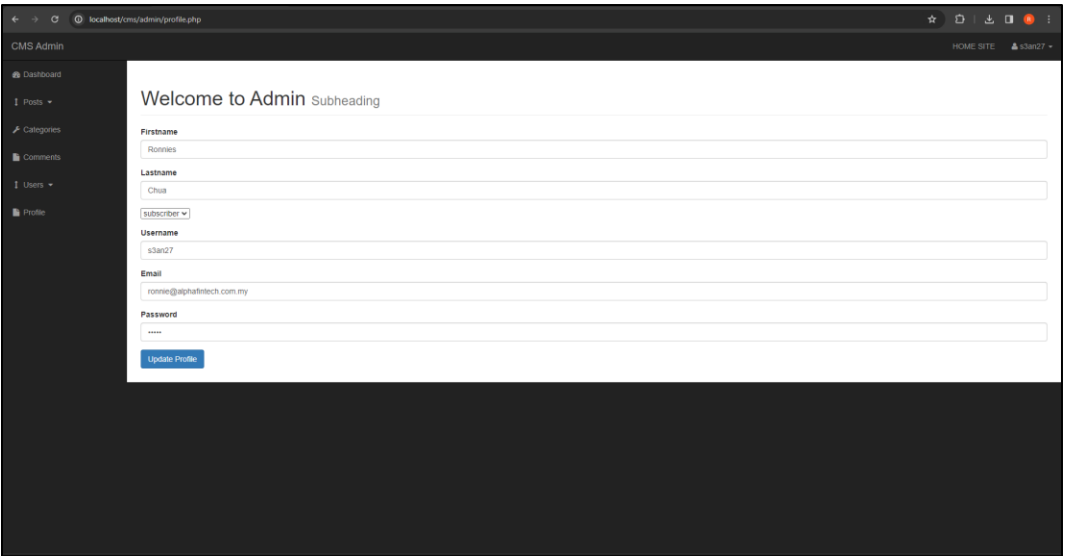 localhost/cms/admin/profile.php
CMS Admin
HOME SITE
s3an27
Dashboard
Posts
Categories
Comments
Users
Profile
Welcome to Admin Subheading
Firstname
Ronnies
Lastname
Chua
subscriber
Username
s3an27
Email
ronnie@alphafintech.com.my
Password
•••••
Update Profile